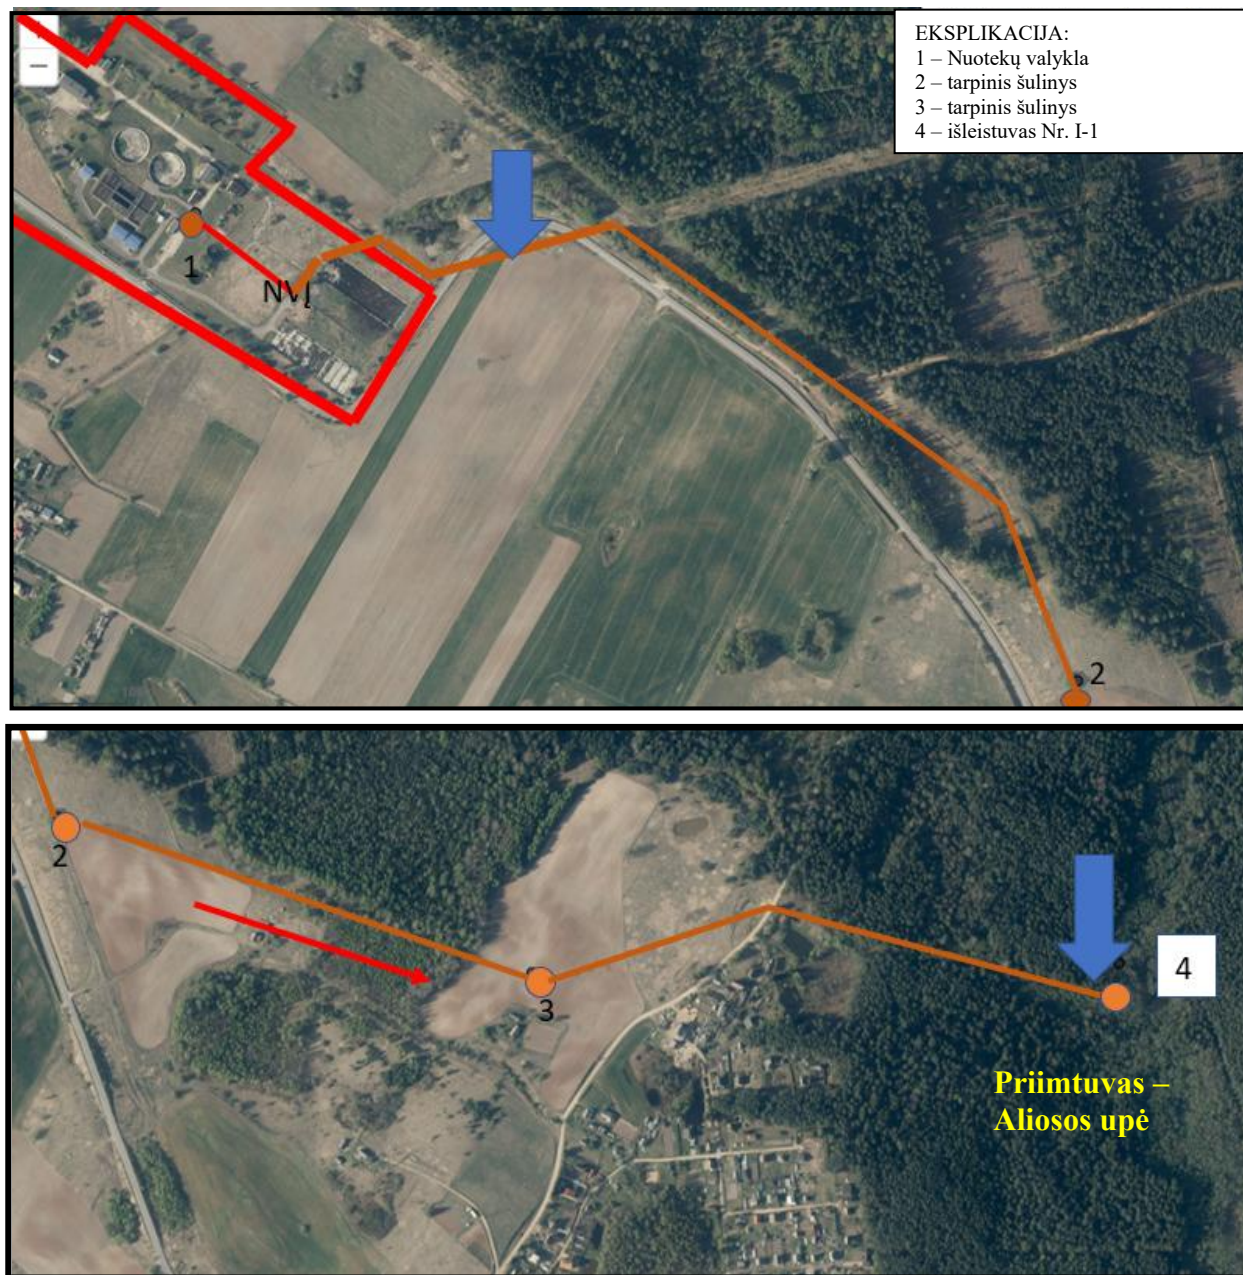 EKSPLIKACIJA:
1 – Nuotekų valykla
2 – tarpinis šulinys
3 – tarpinis šulinys
4 – išleistuvas Nr. I-1
1
NVĮ
2
2
3
4
Priimtuvas –
Aliosos upė